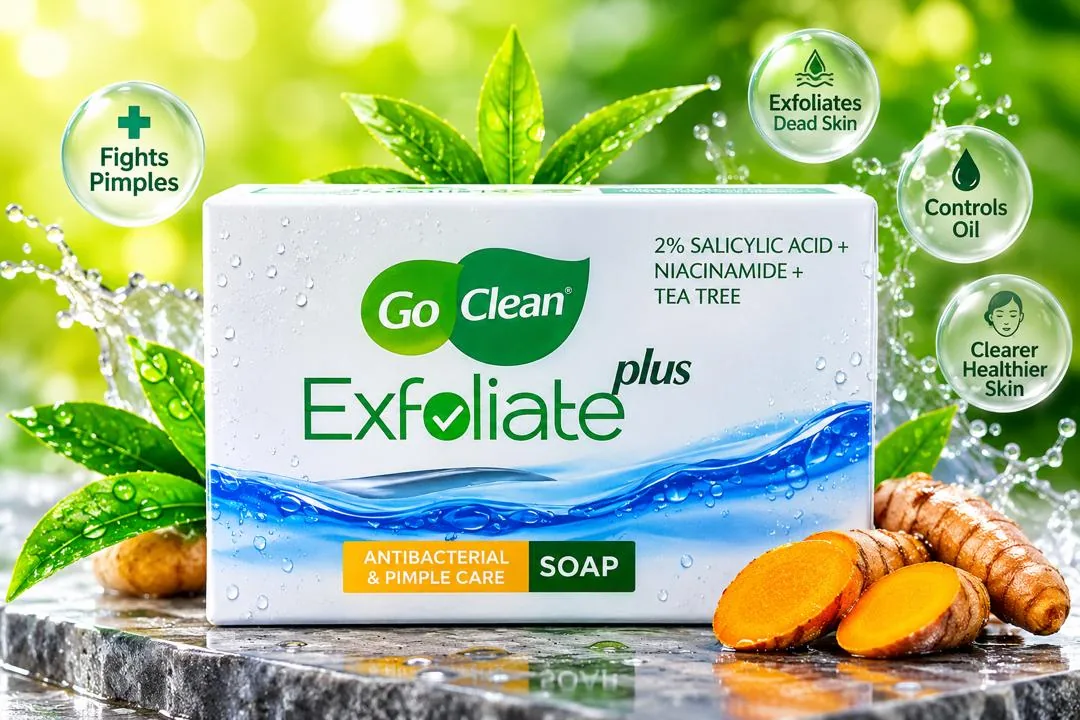 Fights
Pimples
Exfoliates
Dead Skin
Controls
Oil
Clearer
Healthier
Skin
2% SALICYLIC ACID +
NIACINAMIDE +
TEA TREE
Go Clean®
Exfoliate plus
ANTIBACTERIAL
& PIMPLE CARE
SOAP